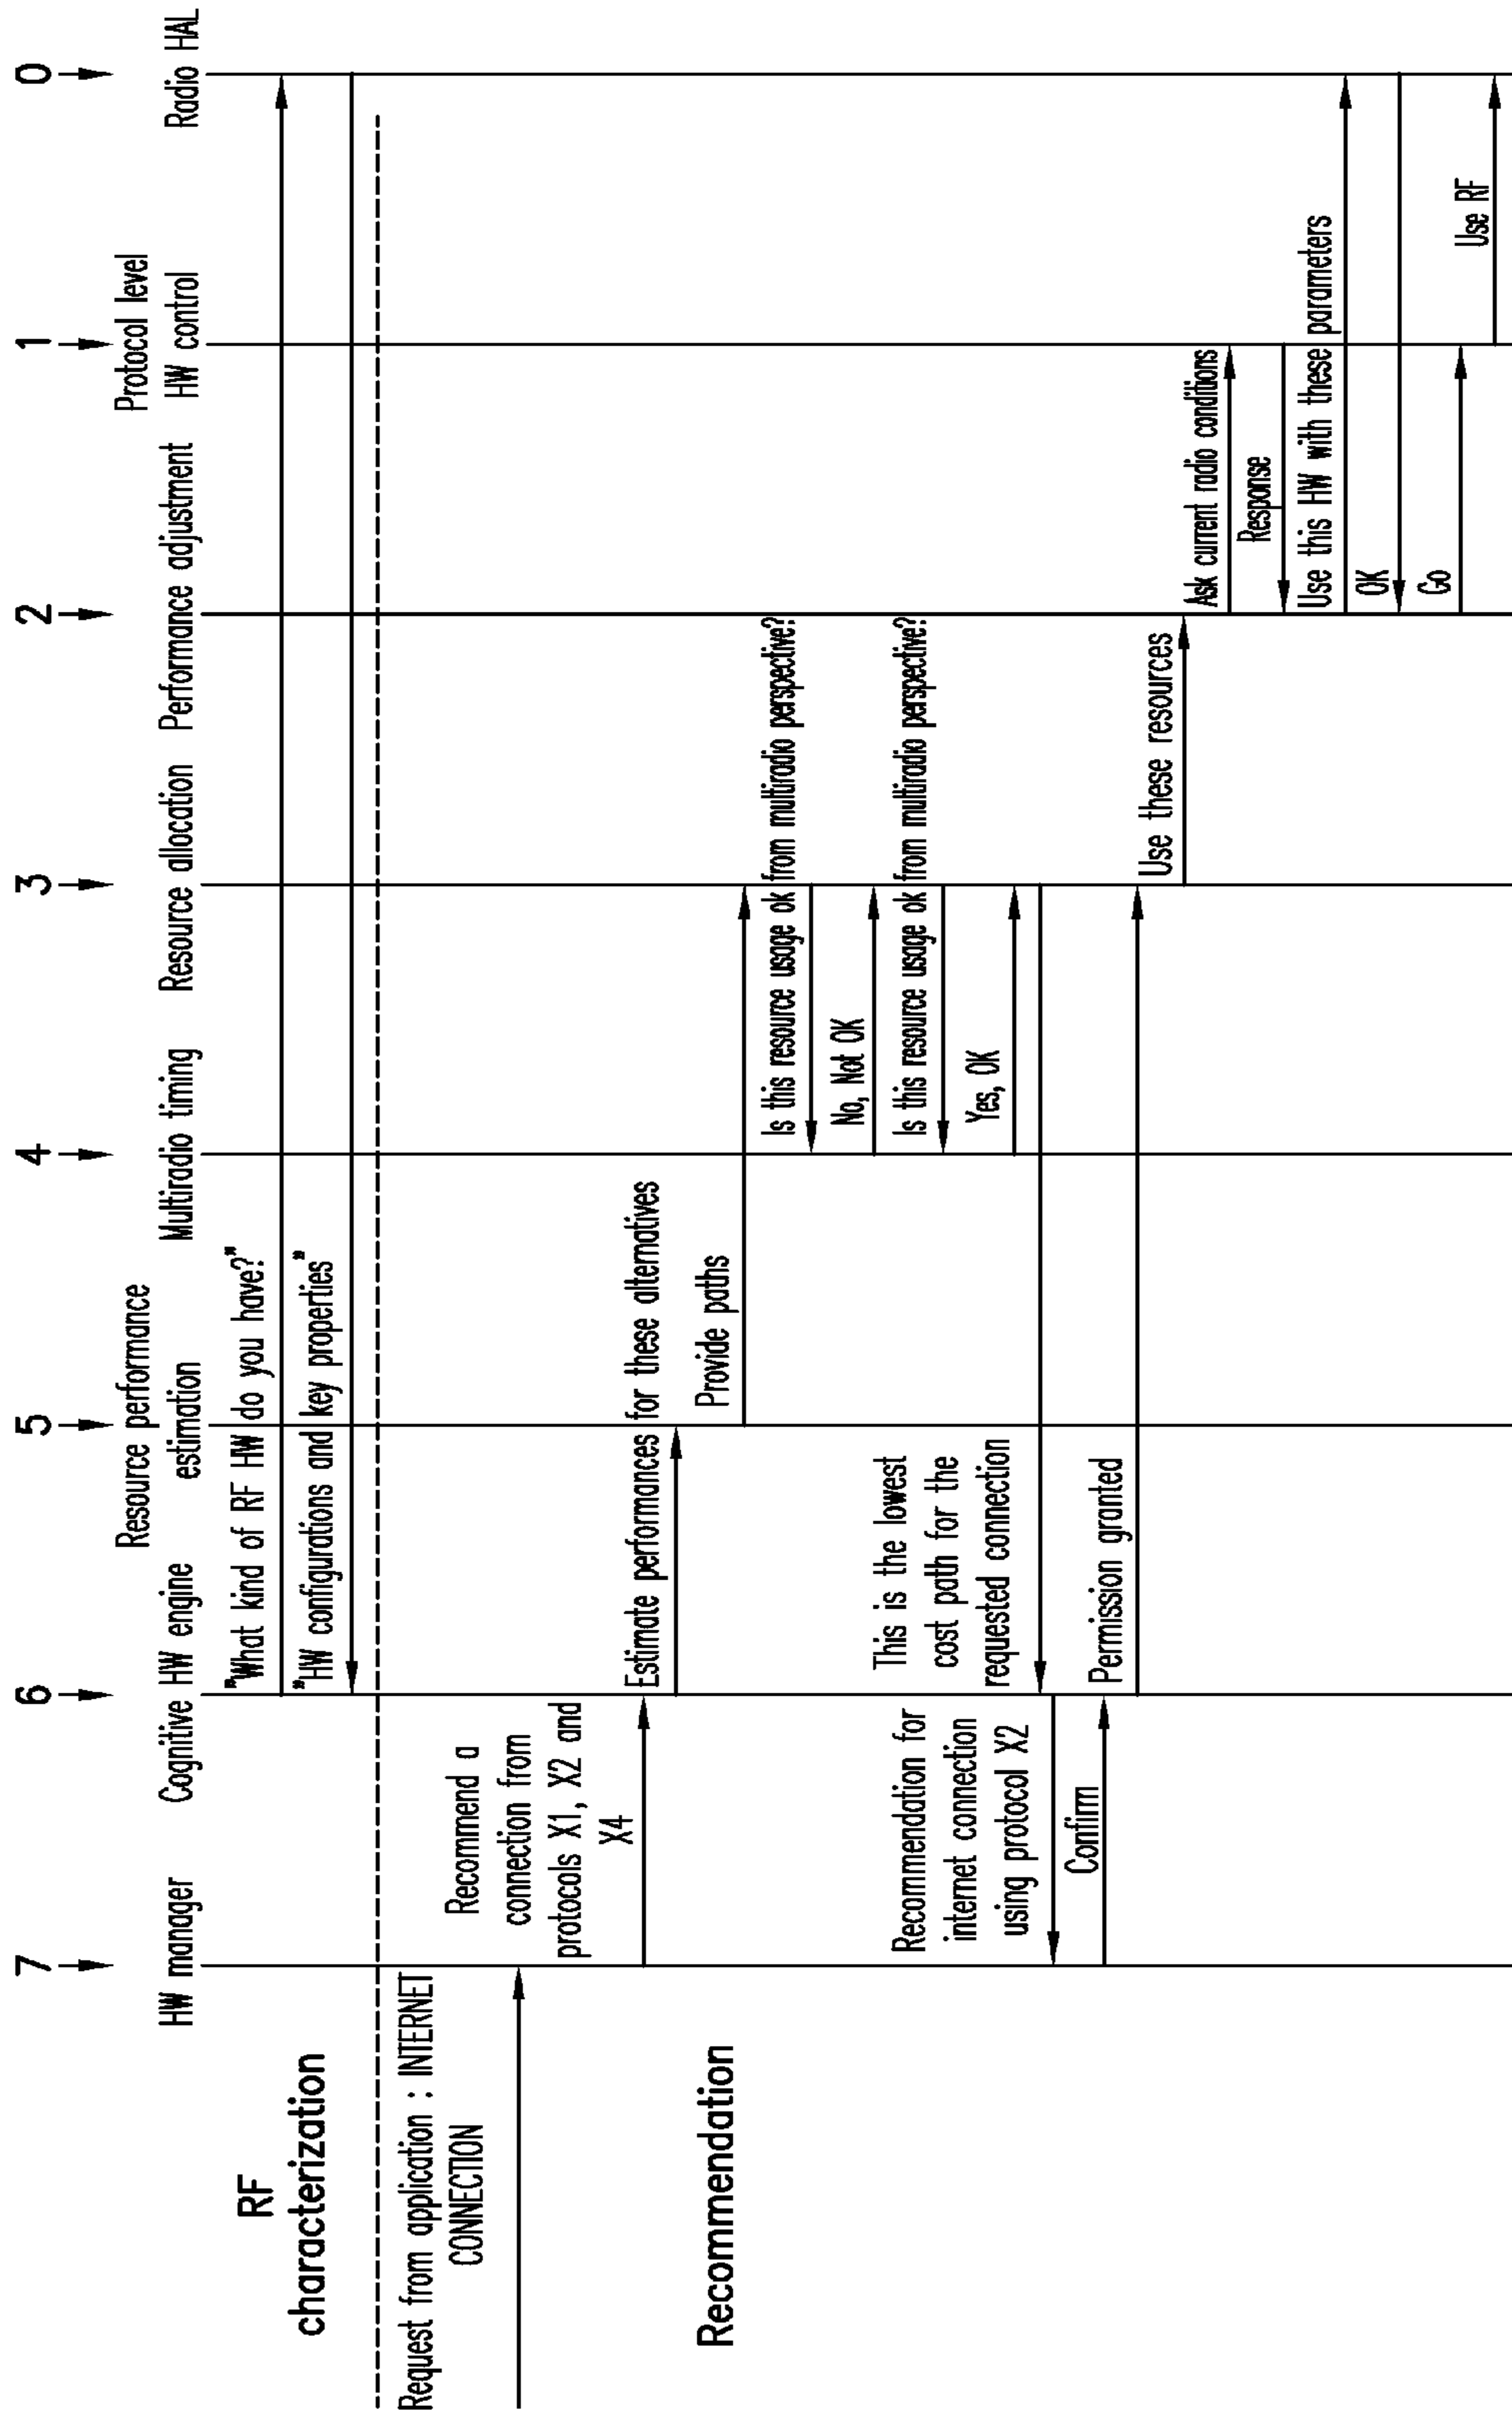 7
6
5
4
3
2
1
0
HW manager
Cognitive HW engine
Resource performance
estimation
Multiradio timing
Resource allocation
Performance adjustment
Protocol level
HW control
Radio HAL
RF
characterization
"What kind of RF HW do you have?"
"HW configurations and key properties"
Request from application : INTERNET
CONNECTION
Recommend a
connection from
protocols X1, X2 and
X4
Estimate performances for these alternatives
Recommendation
Provide paths
Is this resource usage ok from multiradio perspective?
No, Not OK
Is this resource usage ok from multiradio perspective?
Yes, OK
This is the lowest
cost path for the
requested connection
Recommendation for
internet connection
using protocol X2
Confirm
Permission granted
Use these resources
Ask current radio conditions
Response
Use this HW with these parameters
OK
Go
Use RF